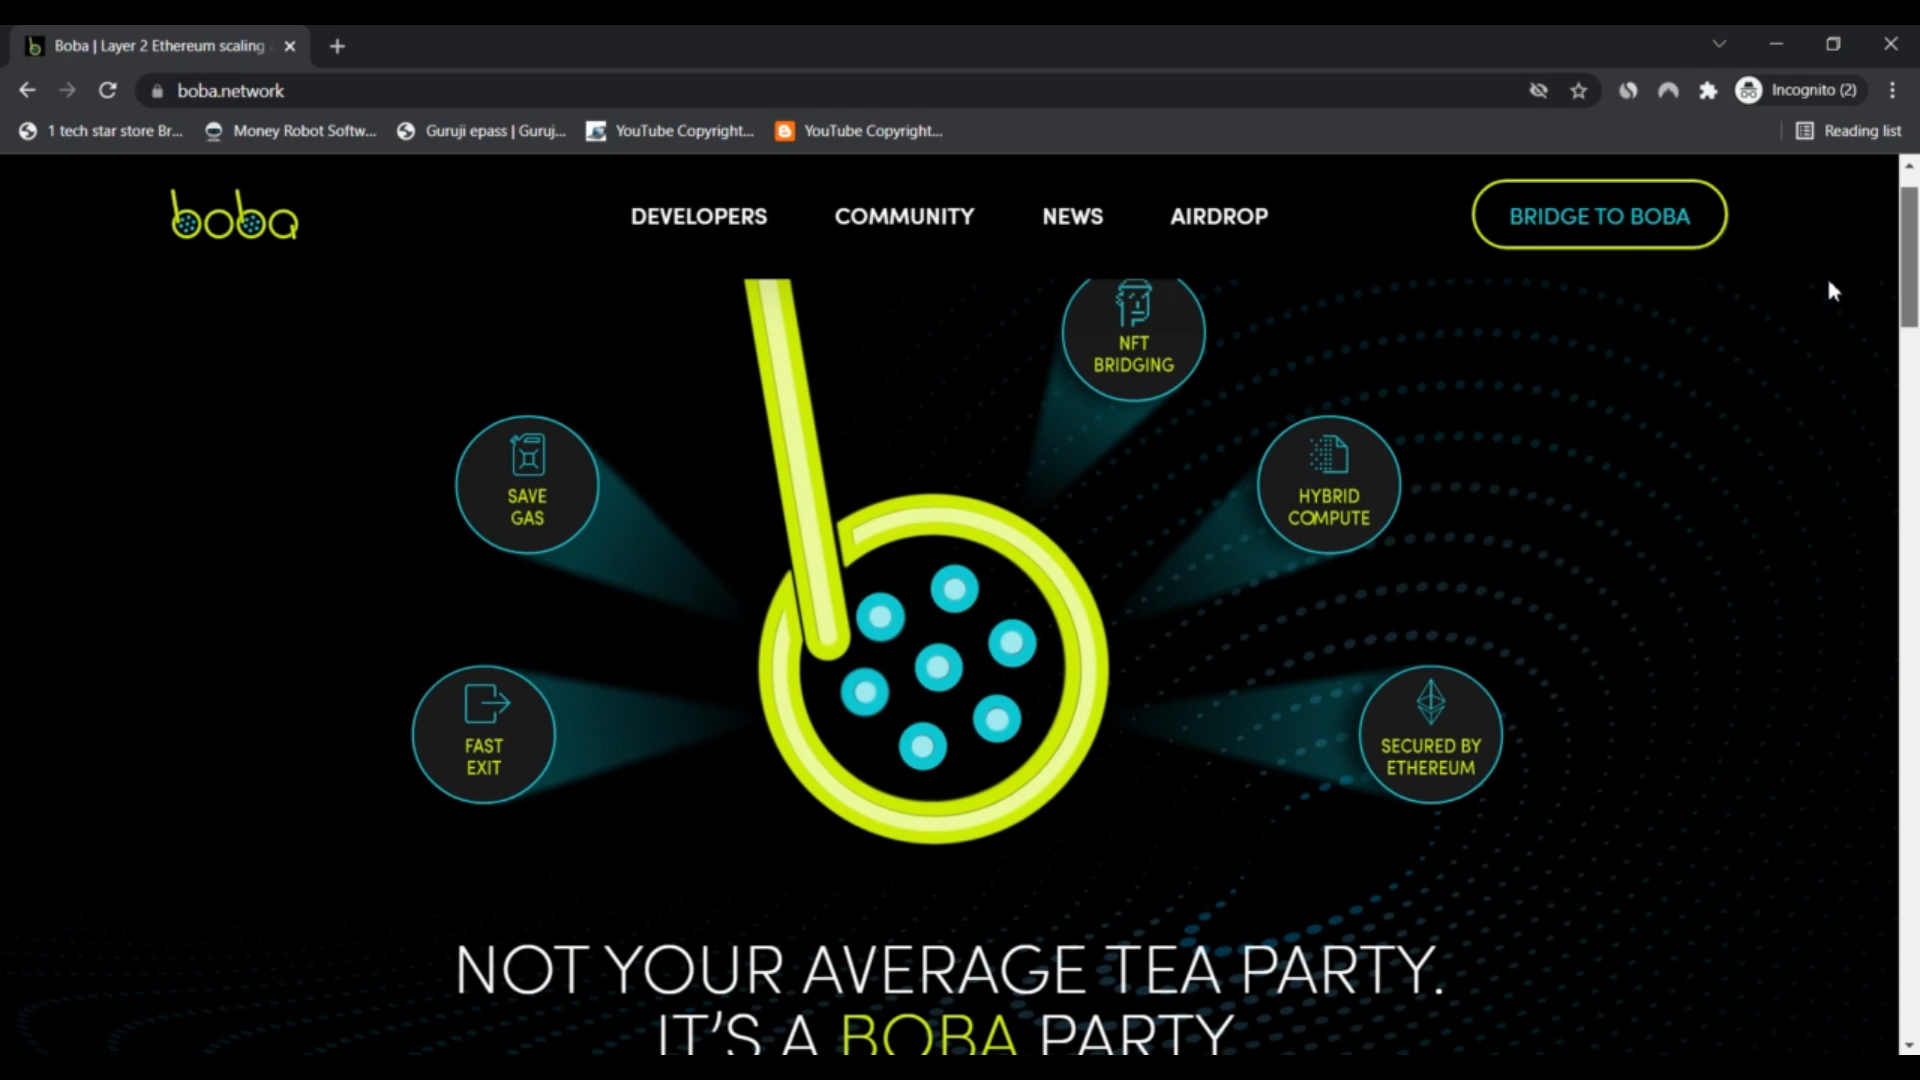 Boba | Layer 2 Ethereum scaling
boba.network
Incognito (2)
1 tech star store Br...
Money Robot Softw...
Guruji epass | Guruj...
YouTube Copyright...
YouTube Copyright...
Reading list
boba
DEVELOPERS
COMMUNITY
NEWS
AIRDROP
BRIDGE TO BOBA
NFT
BRIDGING
SAVE
GAS
HYBRID
COMPUTE
FAST
EXIT
SECURED BY
ETHEREUM
NOT YOUR AVERAGE TEA PARTY.
IT'S A BOBA PARTY